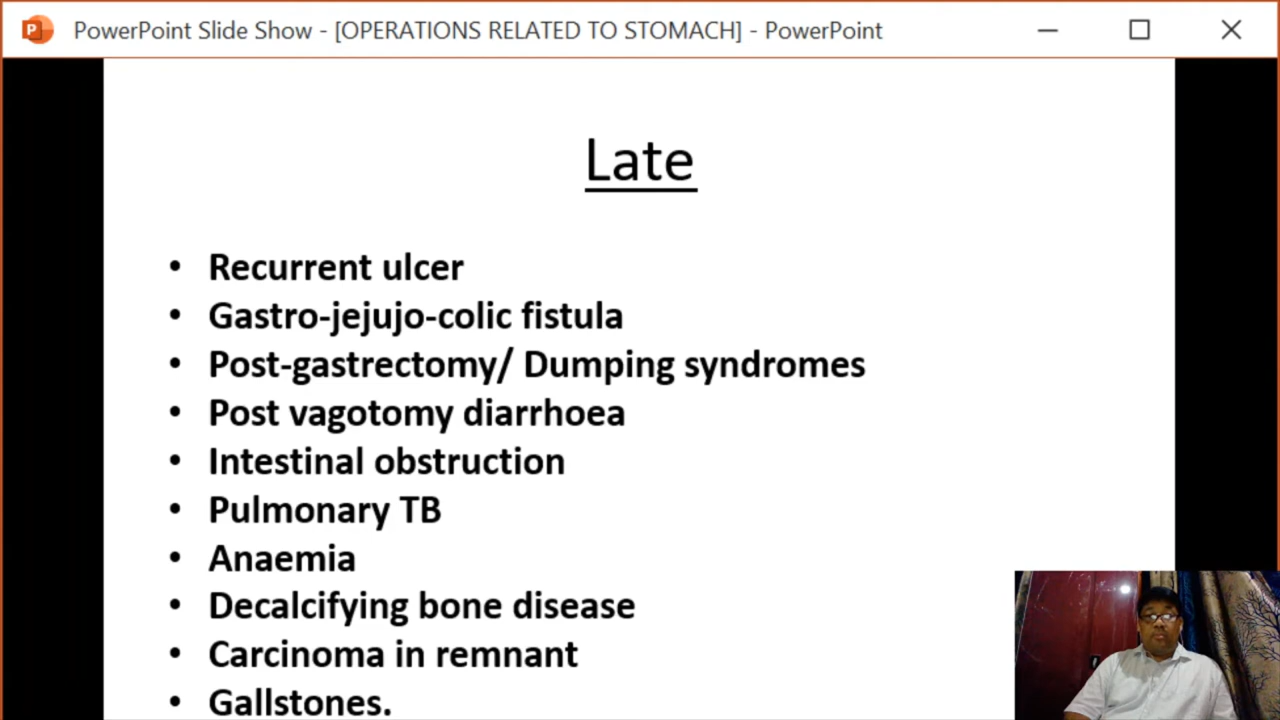 PowerPoint Slide Show - [OPERATIONS RELATED TO STOMACH] - PowerPoint
Late
• Recurrent ulcer
• Gastro-jejujo-colic fistula
• Post-gastrectomy/ Dumping syndromes
• Post vagotomy diarrhoea
• Intestinal obstruction
• Pulmonary TB
• Anaemia
• Decalcifying bone disease
• Carcinoma in remnant
• Gallstones.